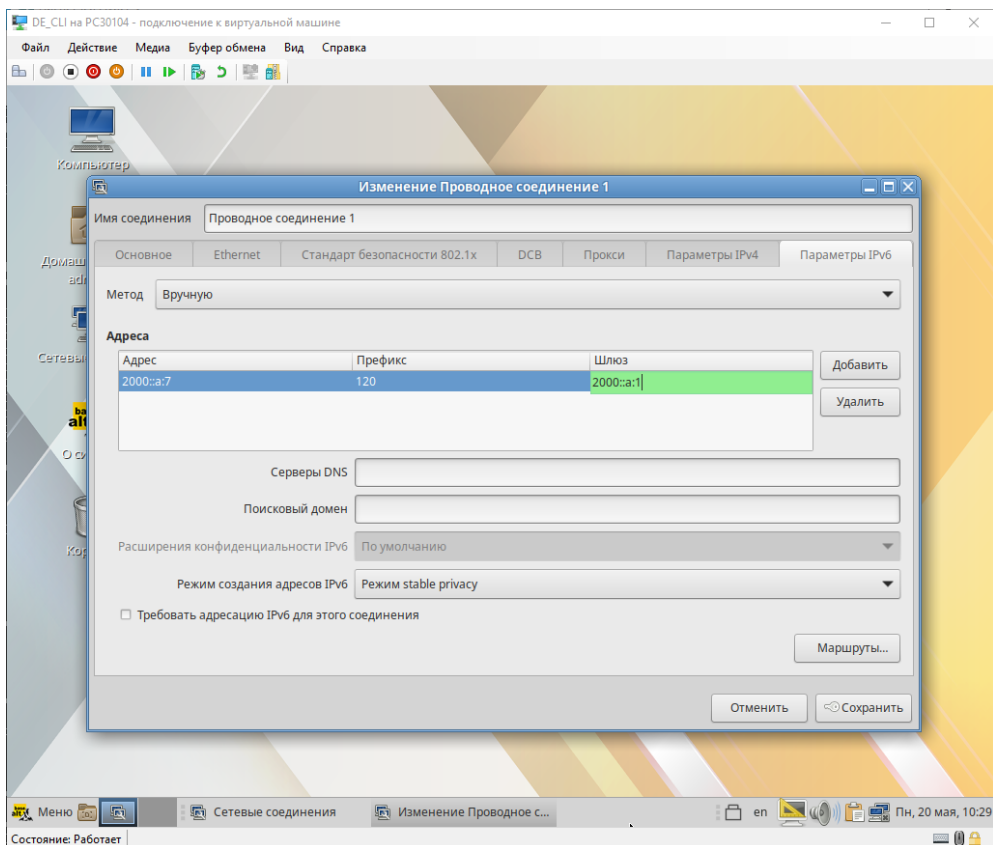 DE_CLI на PC30104 - подключение к виртуальной машине
Файл Действие Медиа Буфер обмена Вид Справка
Компьютер
Изменение Проводное соединение 1
Имя соединения Проводное соединение 1
Основное Ethernet Стандарт безопасности 802.1x DCB Прокси Параметры IPv4 Параметры IPv6
Метод Вручную
Адреса
Адрес Префикс Шлюз
2000::a:7 120 2000::a:1
Добавить
Удалить
Серверы DNS
Поисковый домен
Расширения конфиденциальности IPv6 По умолчанию
Режим создания адресов IPv6 Режим stable privacy
Требовать адресацию IPv6 для этого соединения
Маршруты...
Отменить Сохранить
Меню Сетевые соединения Изменение Проводное с... en Пн, 20 мая, 10:29
Состояние: Работает